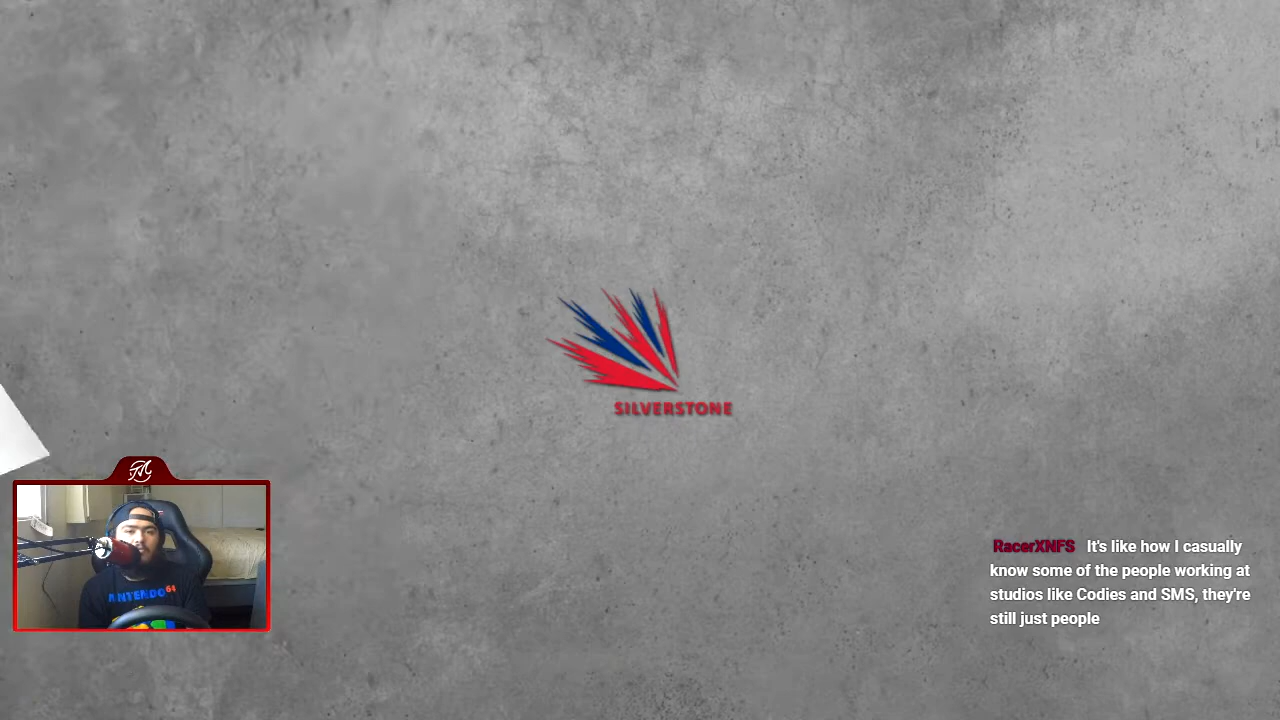 SILVERSTONE
RacerXNFS It's like how I casually
know some of the people working at
studios like Codies and SMS, they're
still just people
NINTENDO64